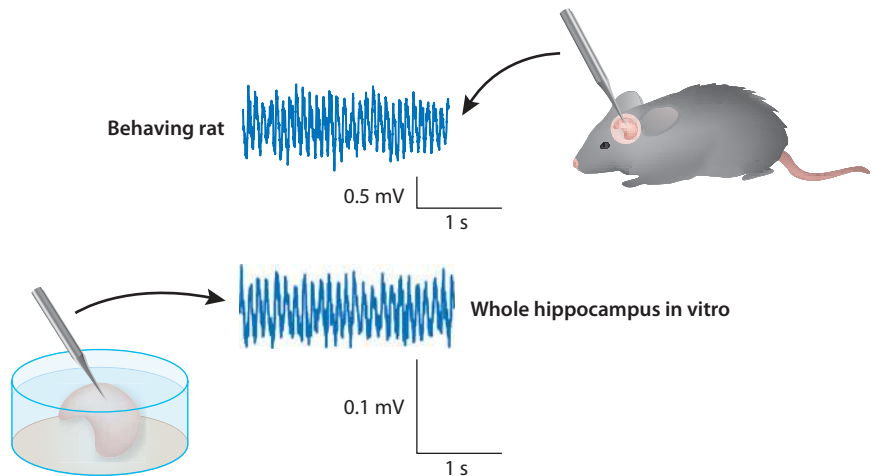 Behaving rat
0.5 mV
1 s
Whole hippocampus in vitro
0.1 mV
1 s